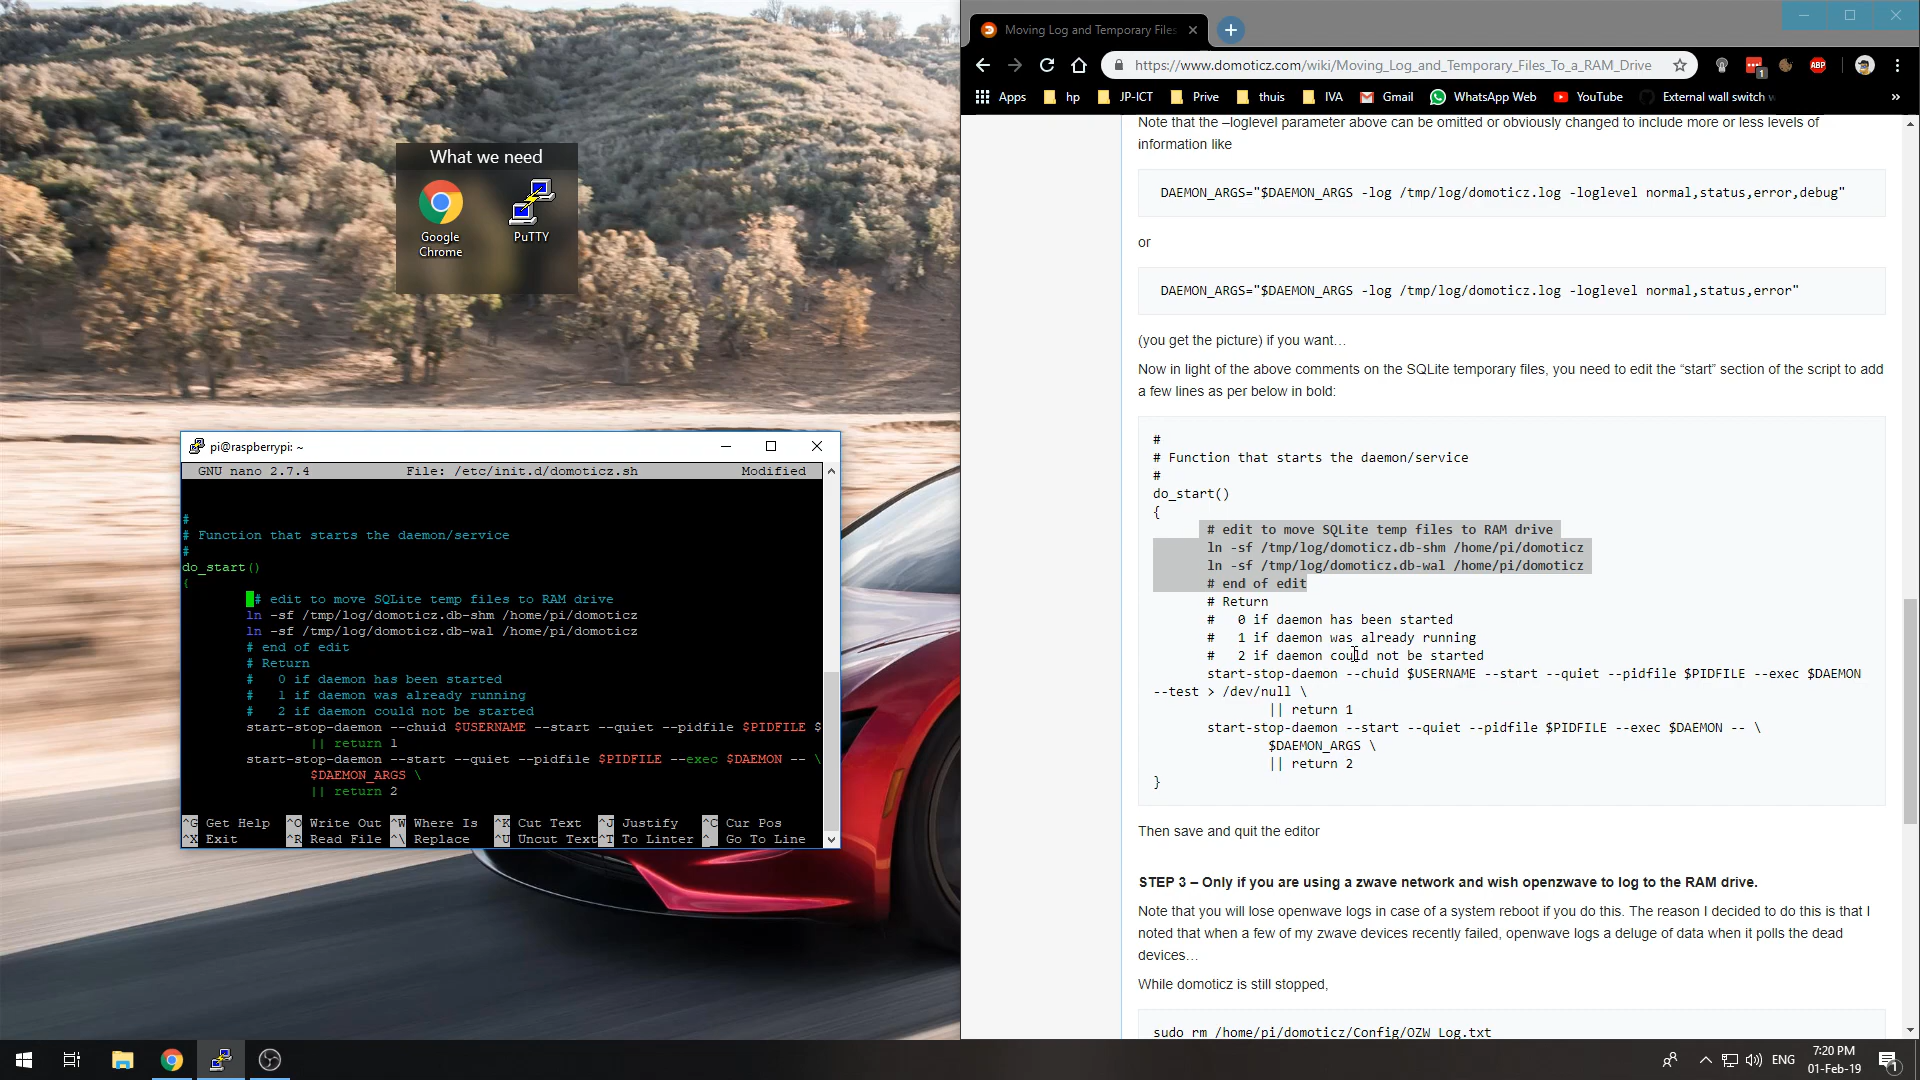 What we need
Google
Chrome
PuTTY
pi@raspberrypi: ~
GNU nano 2.7.4 File: /etc/init.d/domoticz.sh Modified
#
# Function that starts the daemon/service
#
do_start()
{
# edit to move SQLite temp files to RAM drive
ln -sf /tmp/log/domoticz.db-shm /home/pi/domoticz
ln -sf /tmp/log/domoticz.db-wal /home/pi/domoticz
# end of edit
# Return
#   0 if daemon has been started
#   1 if daemon was already running
#   2 if daemon could not be started
start-stop-daemon --chuid $USERNAME --start --quiet --pidfile $PIDFILE $
|| return 1
start-stop-daemon --start --quiet --pidfile $PIDFILE --exec $DAEMON -- \
$DAEMON_ARGS \
|| return 2
^G Get Help ^O Write Out ^W Where Is ^K Cut Text ^J Justify ^C Cur Pos
^X Exit ^R Read File ^\ Replace ^U Uncut Text ^T To Linter ^_ Go To Line
Moving Log and Temporary Files
https://www.domoticz.com/wiki/Moving_Log_and_Temporary_Files_To_a_RAM_Drive
1
ABP
Apps hp JP-ICT Prive thuis IVA Gmail WhatsApp Web YouTube External wall switch »
Note that the –loglevel parameter above can be omitted or obviously changed to include more or less levels of
information like
DAEMON_ARGS="$DAEMON_ARGS -log /tmp/log/domoticz.log -loglevel normal,status,error,debug"
or
DAEMON_ARGS="$DAEMON_ARGS -log /tmp/log/domoticz.log -loglevel normal,status,error"
(you get the picture) if you want…
Now in light of the above comments on the SQLite temporary files, you need to edit the “start” section of the script to add
a few lines as per below in bold:
#
# Function that starts the daemon/service
#
do_start()
{
# edit to move SQLite temp files to RAM drive
ln -sf /tmp/log/domoticz.db-shm /home/pi/domoticz
ln -sf /tmp/log/domoticz.db-wal /home/pi/domoticz
# end of edit
# Return
#   0 if daemon has been started
#   1 if daemon was already running
#   2 if daemon could not be started
start-stop-daemon --chuid $USERNAME --start --quiet --pidfile $PIDFILE --exec $DAEMON
--test > /dev/null \
|| return 1
start-stop-daemon --start --quiet --pidfile $PIDFILE --exec $DAEMON -- \
$DAEMON_ARGS \
|| return 2
}
Then save and quit the editor
STEP 3 – Only if you are using a zwave network and wish openzwave to log to the RAM drive.
Note that you will lose openwave logs in case of a system reboot if you do this. The reason I decided to do this is that I
noted that when a few of my zwave devices recently failed, openwave logs a deluge of data when it polls the dead
devices…
While domoticz is still stopped,
sudo rm /home/pi/domoticz/Config/OZW_Log.txt
ENG
7:20 PM
01-Feb-19
1